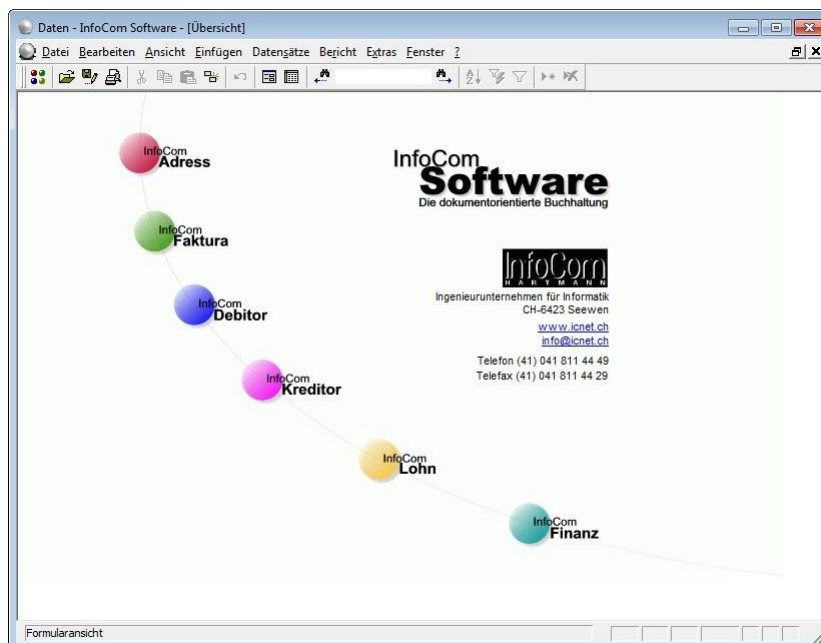 Daten - InfoCom Software - [Übersicht]
Datei Bearbeiten Ansicht Einfügen Datensätze Bericht Extras Fenster ?
InfoCom
Adress
InfoCom
Software
Die dokumentorientierte Buchhaltung
InfoCom
Faktura
InfoCom
HARTMANN
Ingenieurunternehmen für Informatik
CH-6423 Seewen
www.icnet.ch
info@icnet.ch
Telefon (41) 041 811 44 49
Telefax (41) 041 811 44 29
InfoCom
Debitor
InfoCom
Kreditor
InfoCom
Lohn
InfoCom
Finanz
Formularansicht